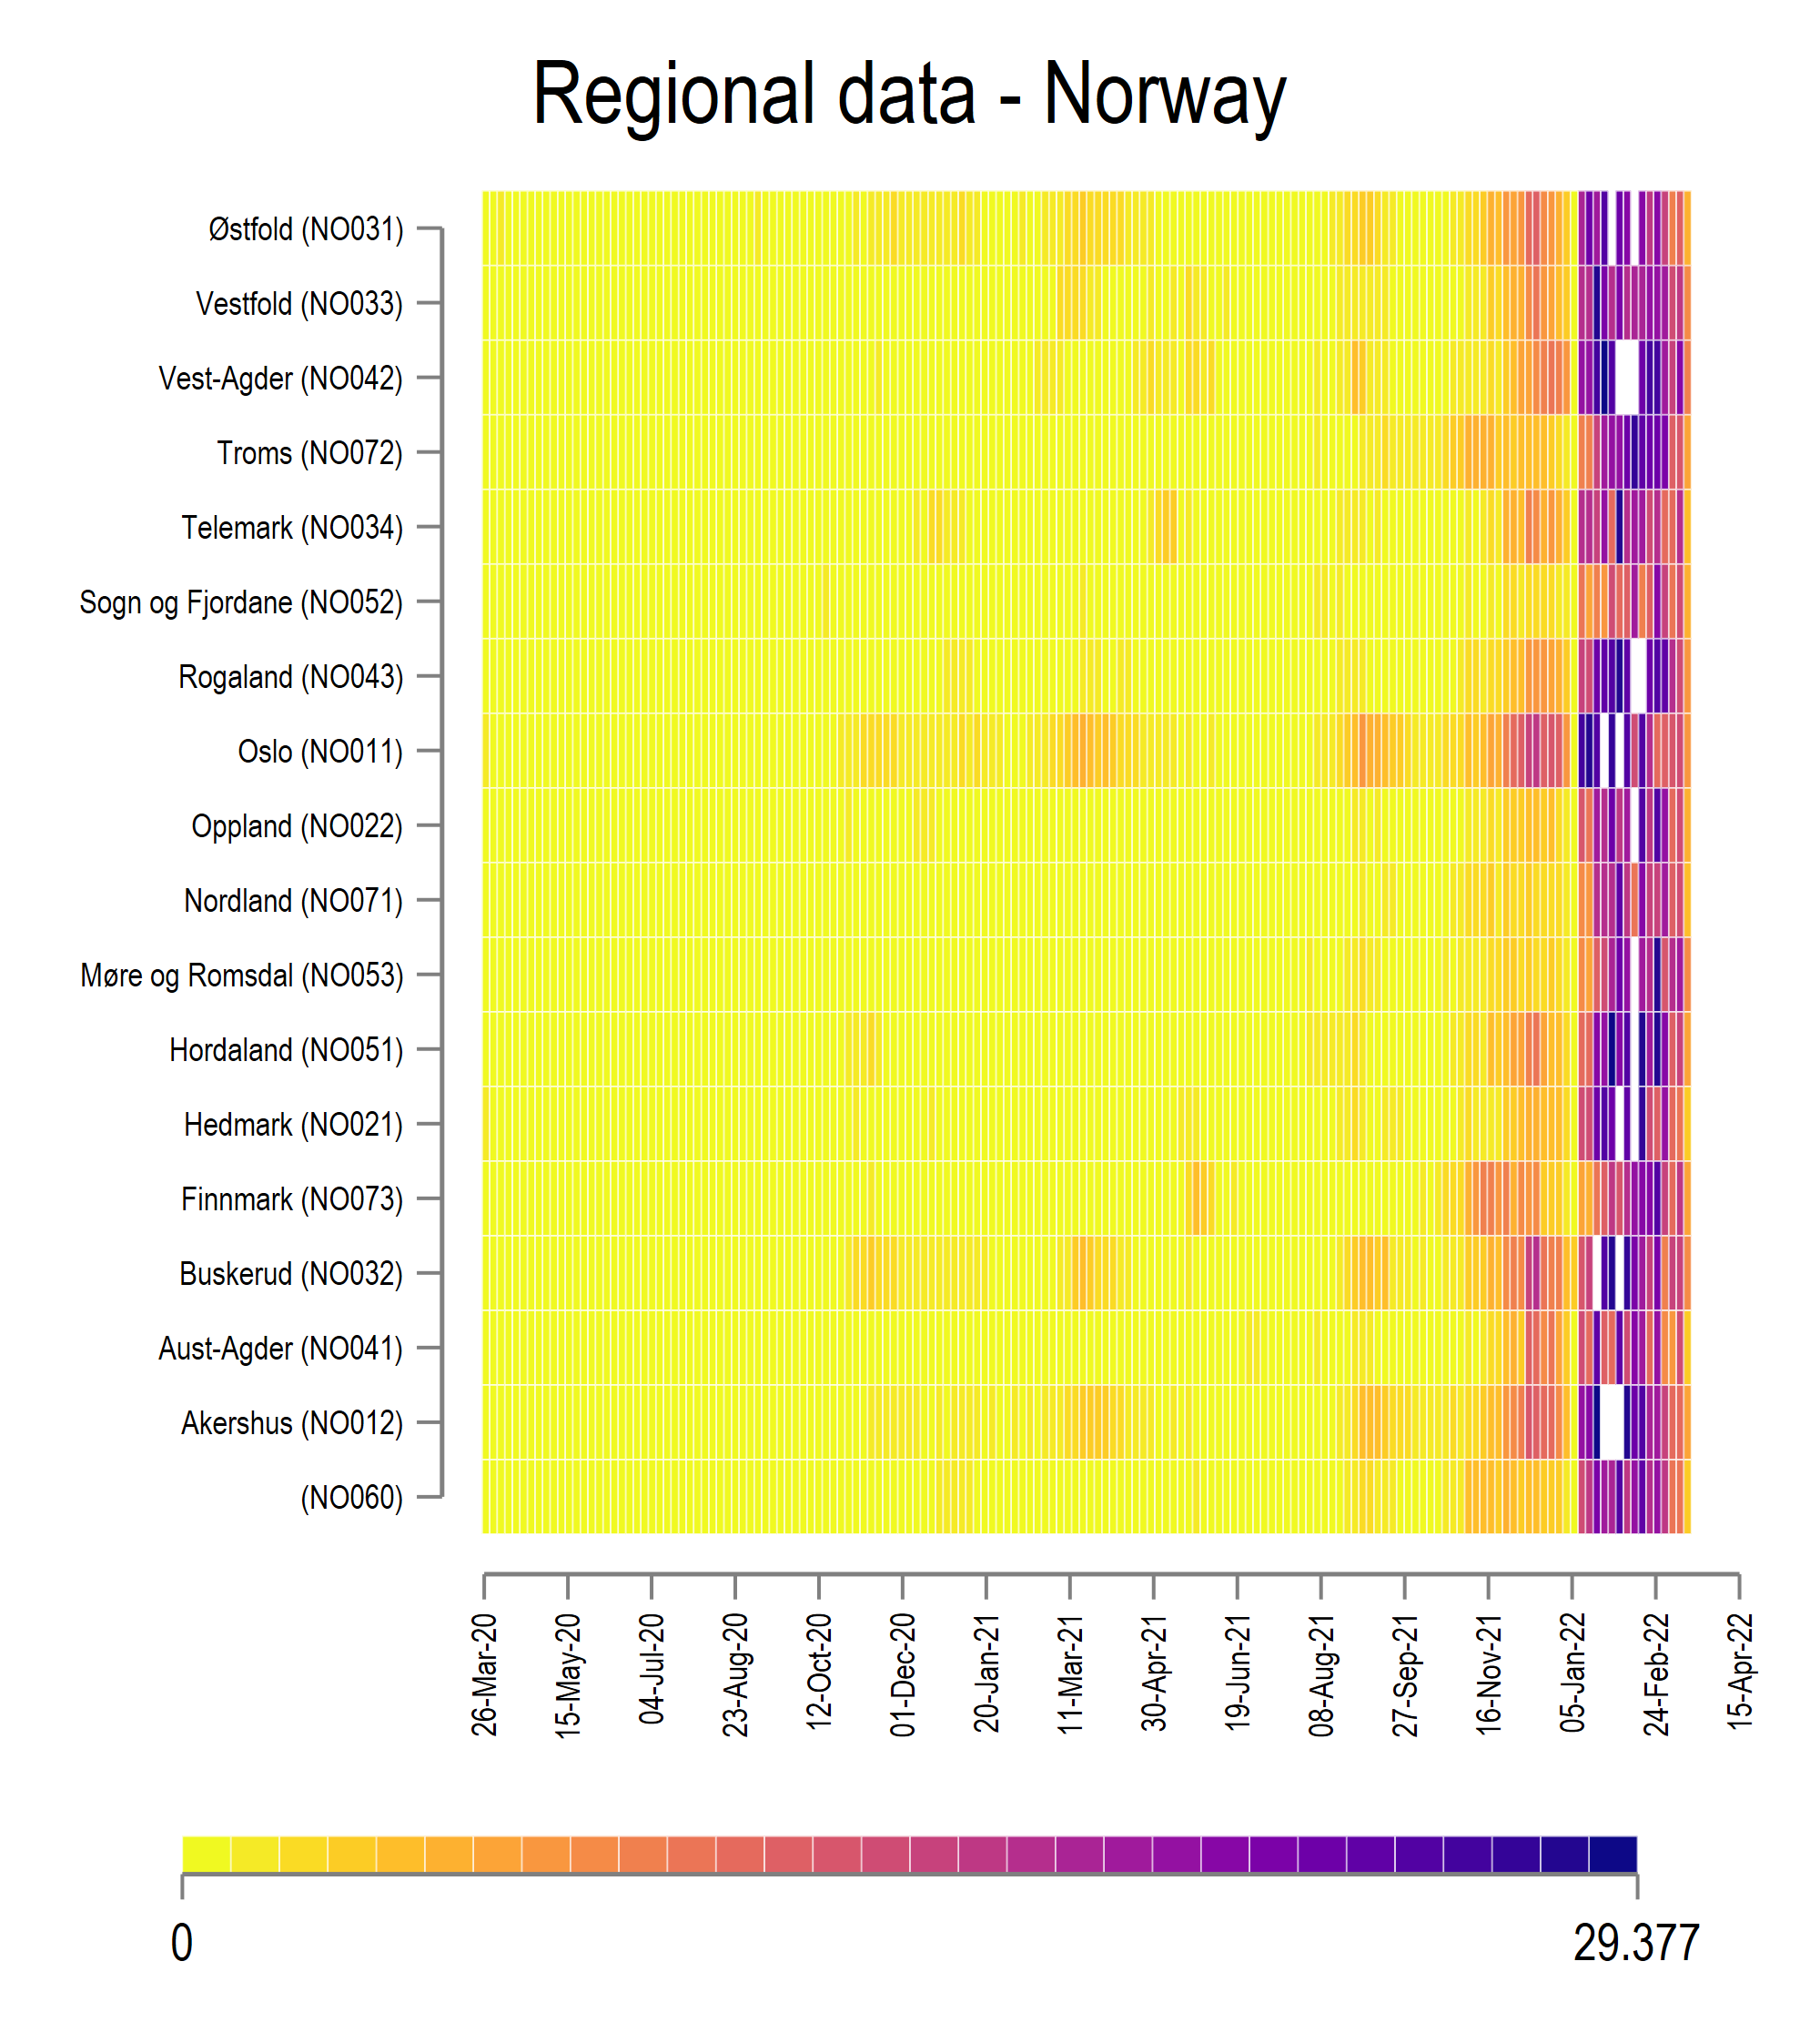 Regional data - Norway
Østfold (NO031)
Vestfold (NO033)
Vest-Agder (NO042)
Troms (NO072)
Telemark (NO034)
Sogn og Fjordane (NO052)
Rogaland (NO043)
Oslo (NO011)
Oppland (NO022)
Nordland (NO071)
Møre og Romsdal (NO053)
Hordaland (NO051)
Hedmark (NO021)
Finnmark (NO073)
Buskerud (NO032)
Aust-Agder (NO041)
Akershus (NO012)
(NO060)
26-Mar-20
15-May-20
04-Jul-20
23-Aug-20
12-Oct-20
01-Dec-20
20-Jan-21
11-Mar-21
30-Apr-21
19-Jun-21
08-Aug-21
27-Sep-21
16-Nov-21
05-Jan-22
24-Feb-22
15-Apr-22
0
29.377